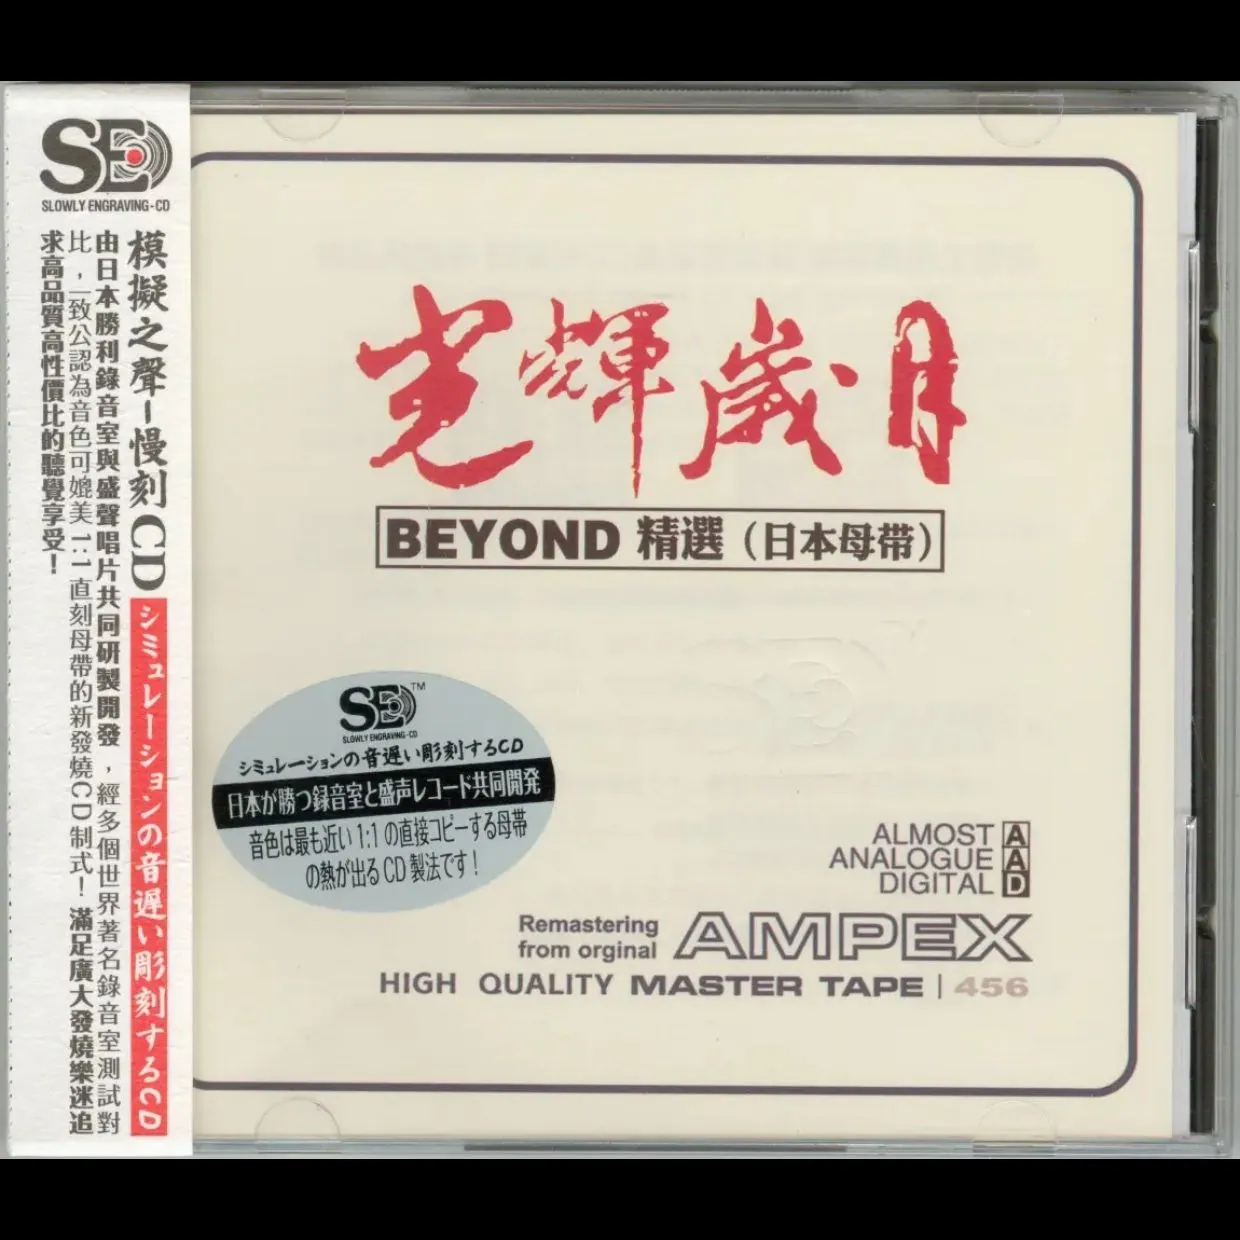 SE
SLOWLY ENGRAVING-CD
模擬之聲-慢刻CD
シミュレーションの音遅い彫刻するCD
由日本勝利錄音室與盛聲唱片共同研製開發，經多個世界著名錄音室測試對
比，一致公認為音色可媲美1:1直刻母帶的新發燒CD制式！滿足廣大發燒樂迷追
求高品質高性價比的聽覺享受！
光輝歲月
BEYOND 精選（日本母带）
SE™
SLOWLY ENGRAVING-CD
シミュレーションの音遅い彫刻するCD
日本が勝つ録音室と盛声レコード共同開発
音色は最も近い1:1の直接コピーする母帯
の熱が出るCD製法です！
ALMOST A
ANALOGUE A
DIGITAL D
Remastering
from orginal AMPEX
HIGH QUALITY MASTER TAPE | 456